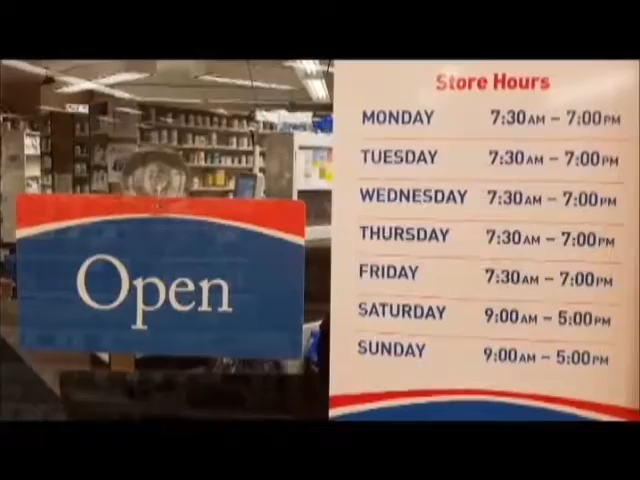 Open
Store Hours
MONDAY 7:30AM – 7:00PM
TUESDAY 7:30AM – 7:00PM
WEDNESDAY 7:30AM – 7:00PM
THURSDAY 7:30AM – 7:00PM
FRIDAY 7:30AM – 7:00PM
SATURDAY 9:00AM – 5:00PM
SUNDAY 9:00AM – 5:00PM